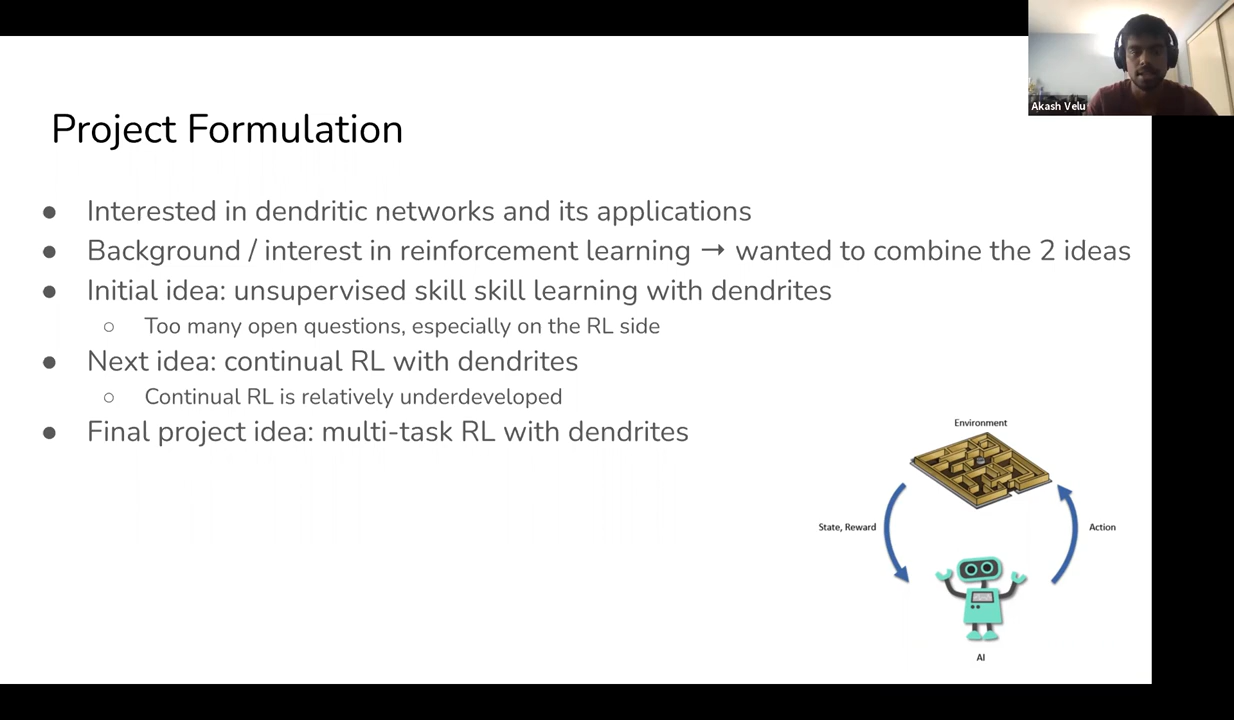 Akash Velu
Project Formulation
● Interested in dendritic networks and its applications
● Background / interest in reinforcement learning → wanted to combine the 2 ideas
● Initial idea: unsupervised skill skill learning with dendrites
○ Too many open questions, especially on the RL side
● Next idea: continual RL with dendrites
○ Continual RL is relatively underdeveloped
● Final project idea: multi-task RL with dendrites
Environment
State, Reward
Action
AI